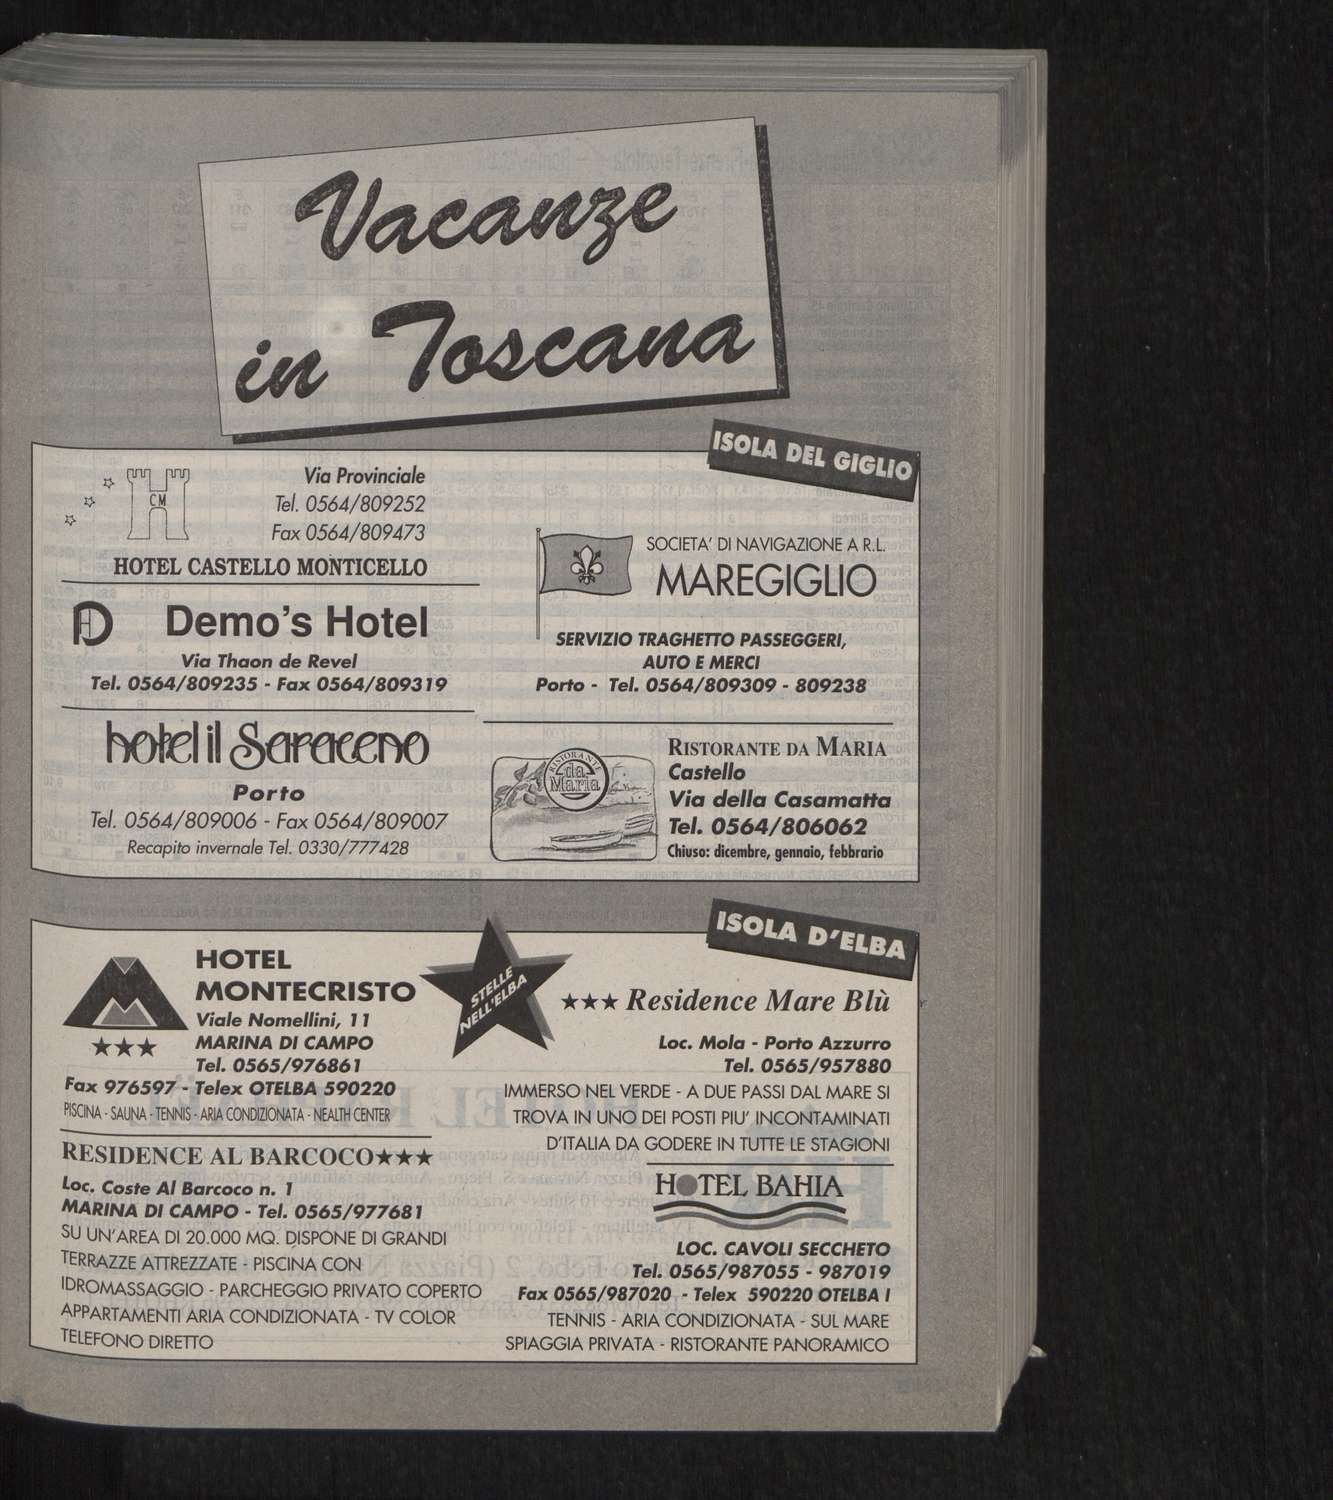 Vacanze
in Toscana
ISOLA DEL GIGLIO
CM
Via Provinciale
Tel. 0564/809252
Fax 0564/809473
HOTEL CASTELLO MONTICELLO
Demo's Hotel
Via Thaon de Revel
Tel. 0564/809235 - Fax 0564/809319
hotel il Saraceno
Porto
Tel. 0564/809006 - Fax 0564/809007
Recapito invernale Tel. 0330/777428
SOCIETA' DI NAVIGAZIONE A R.L.
MAREGIGLIO
SERVIZIO TRAGHETTO PASSEGGERI,
AUTO E MERCI
Porto - Tel. 0564/809309 - 809238
RISTORANTE
da
Maria
RISTORANTE DA MARIA
Castello
Via della Casamatta
Tel. 0564/806062
Chiuso: dicembre, gennaio, febbrario
ISOLA D'ELBA
HOTEL
MONTECRISTO
Viale Nomellini, 11
★★★ MARINA DI CAMPO
Tel. 0565/976861
Fax 976597 - Telex OTELBA 590220
PISCINA - SAUNA - TENNIS - ARIA CONDIZIONATA - NEALTH CENTER
RESIDENCE AL BARCOCO★★★
Loc. Coste Al Barcoco n. 1
MARINA DI CAMPO - Tel. 0565/977681
SU UN'AREA DI 20.000 MQ. DISPONE DI GRANDI
TERRAZZE ATTREZZATE - PISCINA CON
IDROMASSAGGIO - PARCHEGGIO PRIVATO COPERTO
APPARTAMENTI ARIA CONDIZIONATA - TV COLOR
TELEFONO DIRETTO
STELLE
NELL'ELBA
★★★ Residence Mare Blù
Loc. Mola - Porto Azzurro
Tel. 0565/957880
IMMERSO NEL VERDE - A DUE PASSI DAL MARE SI
TROVA IN UNO DEI POSTI PIU' INCONTAMINATI
D'ITALIA DA GODERE IN TUTTE LE STAGIONI
HOTEL BAHIA
LOC. CAVOLI SECCHETO
Tel. 0565/987055 - 987019
Fax 0565/987020 - Telex 590220 OTELBA I
TENNIS - ARIA CONDIZIONATA - SUL MARE
SPIAGGIA PRIVATA - RISTORANTE PANORAMICO